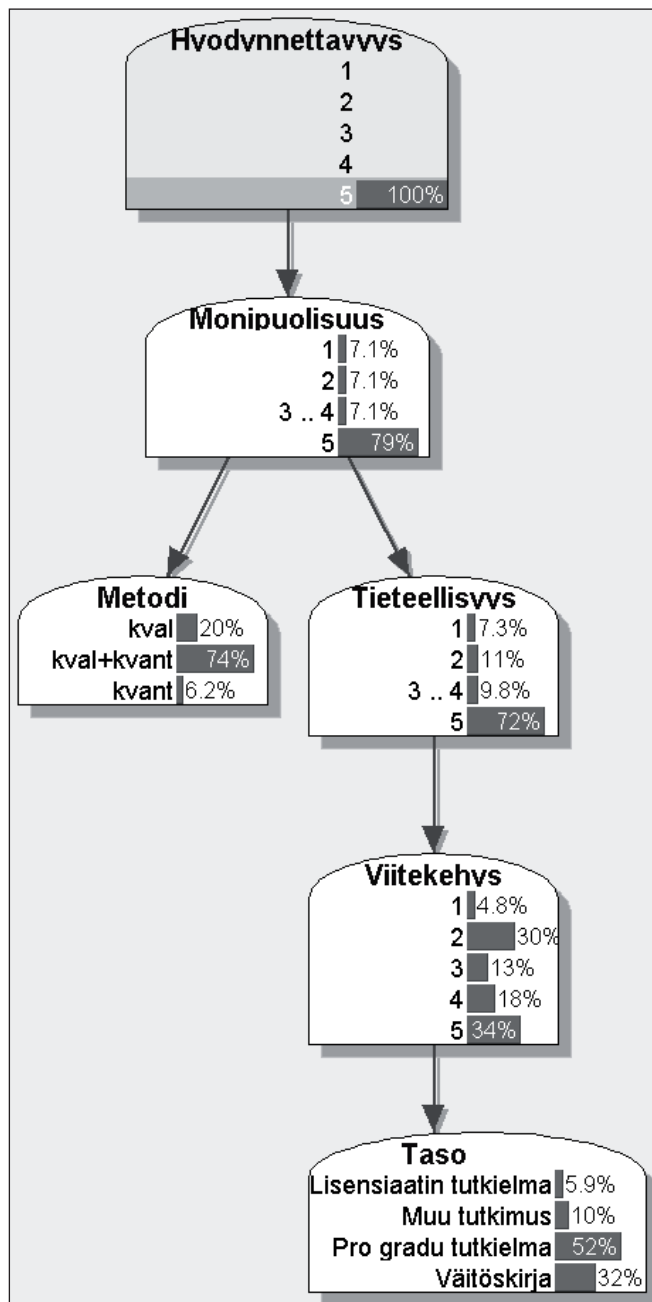 Hyödynnettävyys
1
2
3
4
5 100%
Monipuolisuus
1 7.1%
2 7.1%
3 .. 4 7.1%
5 79%
Metodi
kval 20%
kval+kvant 74%
kvant 6.2%
Tieteellisyys
1 7.3%
2 11%
3 .. 4 9.8%
5 72%
Viitekehys
1 4.8%
2 30%
3 13%
4 18%
5 34%
Taso
Lisensiaatin tutkielma 5.9%
Muu tutkimus 10%
Pro gradu tutkielma 52%
Väitöskirja 32%